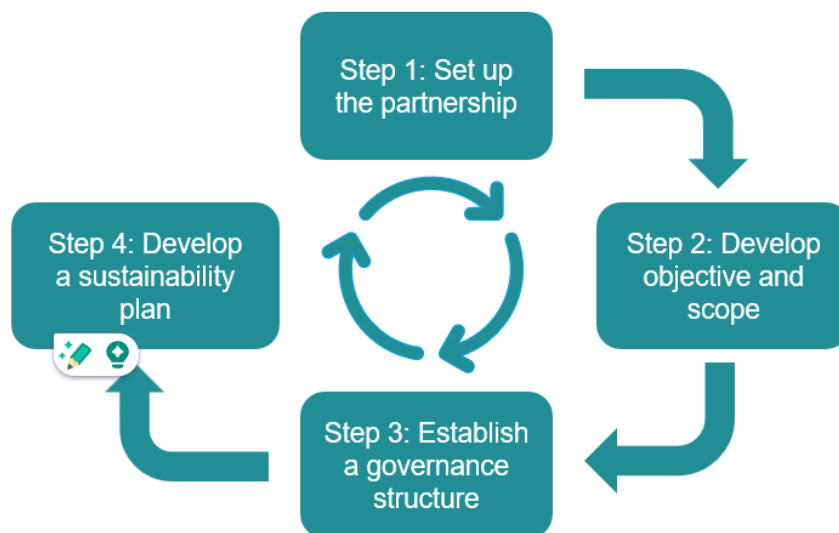 Step 1: Set up
the partnership
Step 2: Develop
objective and
scope
Step 3: Establish
a governance
structure
Step 4: Develop
a sustainability
plan